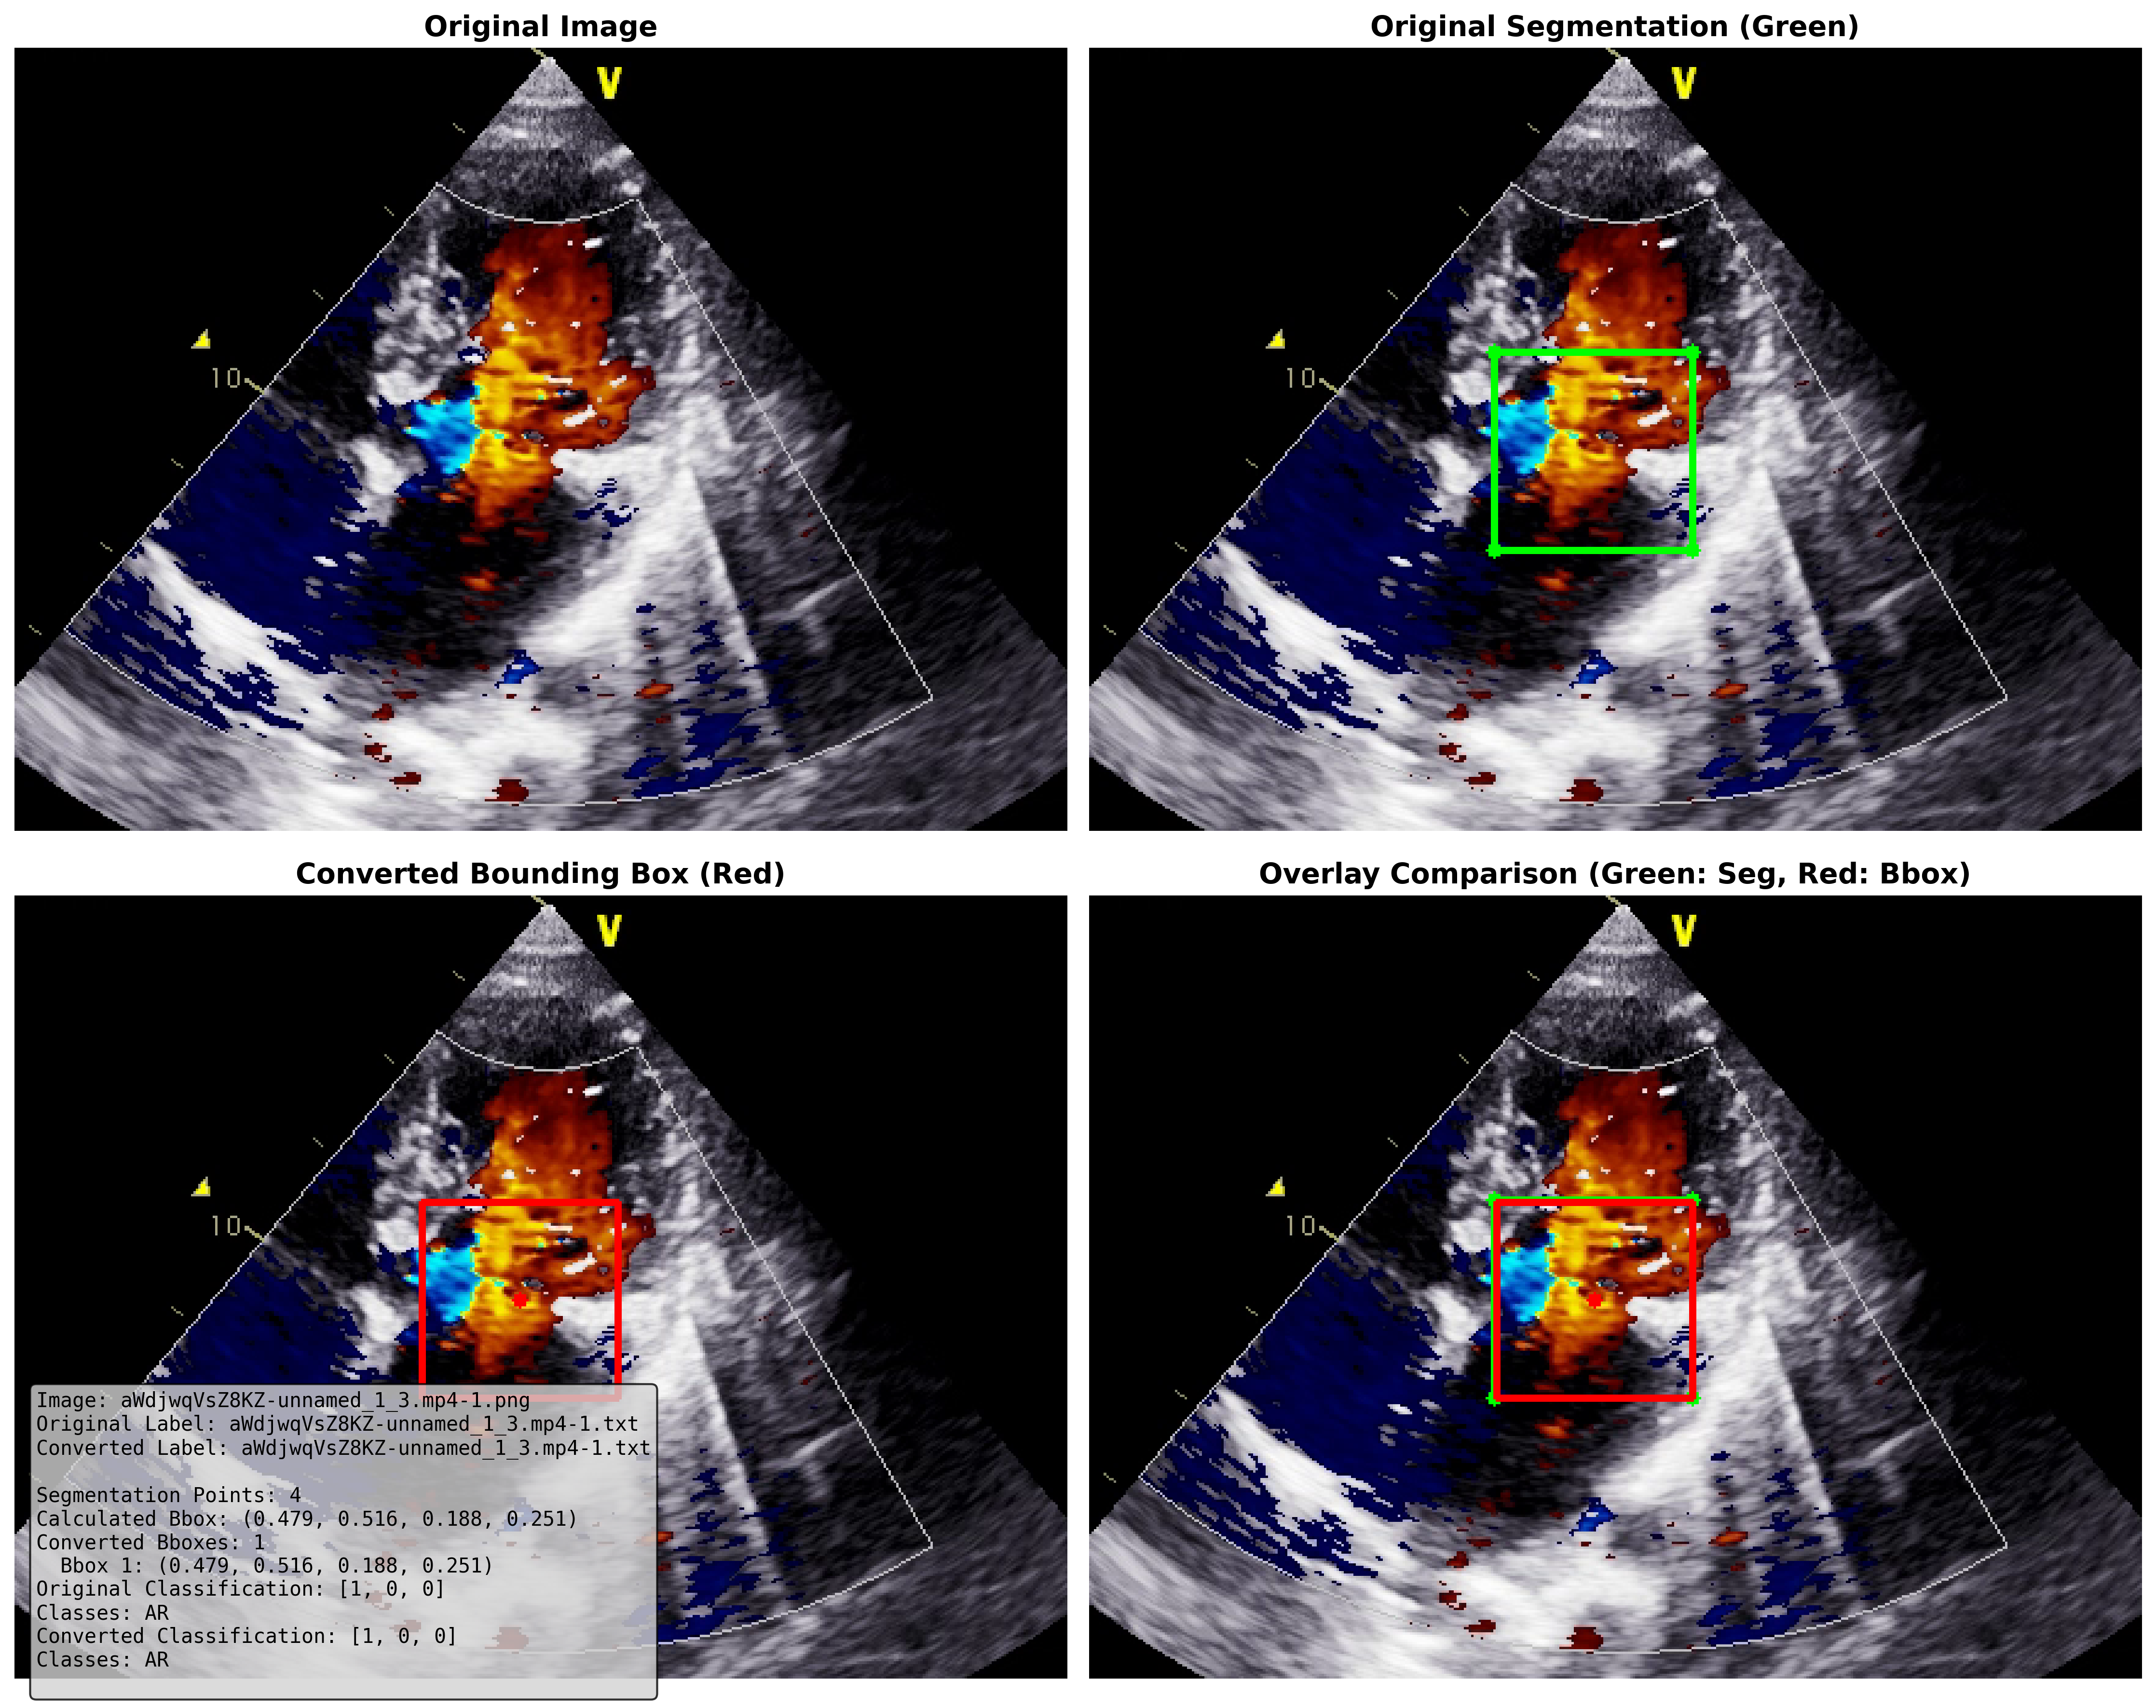 Original Image
Original Segmentation (Green)
V
10
V
10
Converted Bounding Box (Red)
Overlay Comparison (Green: Seg, Red: Bbox)
V
10
V
10
Image: aWdjwqVsZ8KZ-unnamed_1_3.mp4-1.png
Original Label: aWdjwqVsZ8KZ-unnamed_1_3.mp4-1.txt
Converted Label: aWdjwqVsZ8KZ-unnamed_1_3.mp4-1.txt
Segmentation Points: 4
Calculated Bbox: (0.479, 0.516, 0.188, 0.251)
Converted Bboxes: 1
Bbox 1: (0.479, 0.516, 0.188, 0.251)
Original Classification: [1, 0, 0]
Classes: AR
Converted Classification: [1, 0, 0]
Classes: AR